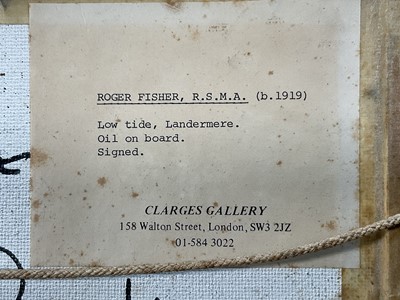 ROGER FISHER, R.S.M.A. (b.1919)
Low tide, Landermere.
Oil on board.
Signed.
CLARGES GALLERY
158 Walton Street, London, SW3 2JZ
01-584 3022